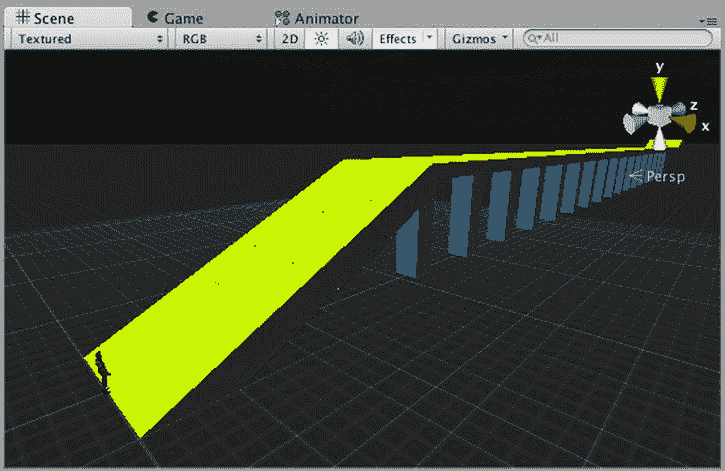 Scene Game Animator
Textured RGB 2D Effects Gizmos All
y
z
x
Persp